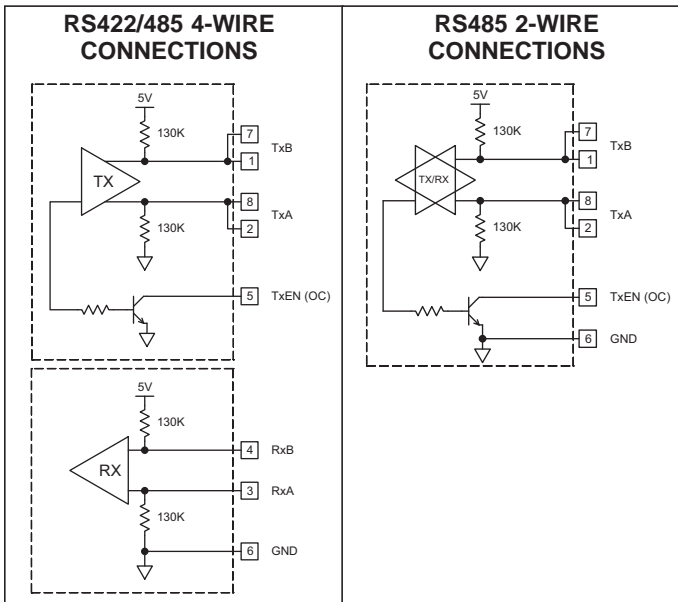 RS422/485 4-WIRE
CONNECTIONS
5V
130K
7
TxB
1
TX
8
TxA
130K
2
5 TxEN (OC)
5V
130K
4 RxB
RX
3 RxA
130K
6 GND
RS485 2-WIRE
CONNECTIONS
5V
130K
7
TxB
1
TX/RX
8
TxA
130K
2
5 TxEN (OC)
6 GND